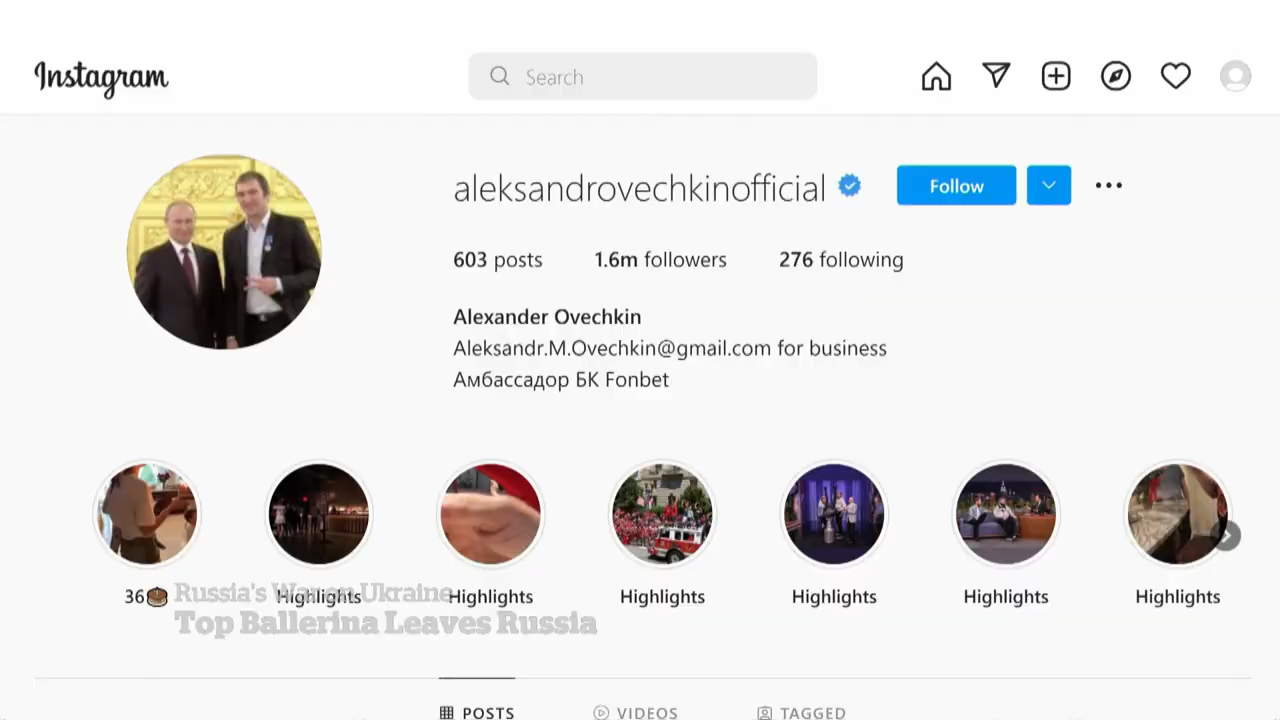 Instagram
Search
aleksandrovechkinofficial
Follow
603 posts 1.6m followers 276 following
Alexander Ovechkin
Aleksandr.M.Ovechkin@gmail.com for business
Амбассадор БК Fonbet
36 Highlights Highlights Highlights Highlights Highlights Highlights
Russia's War on Ukraine
Top Ballerina Leaves Russia
POSTS VIDEOS TAGGED